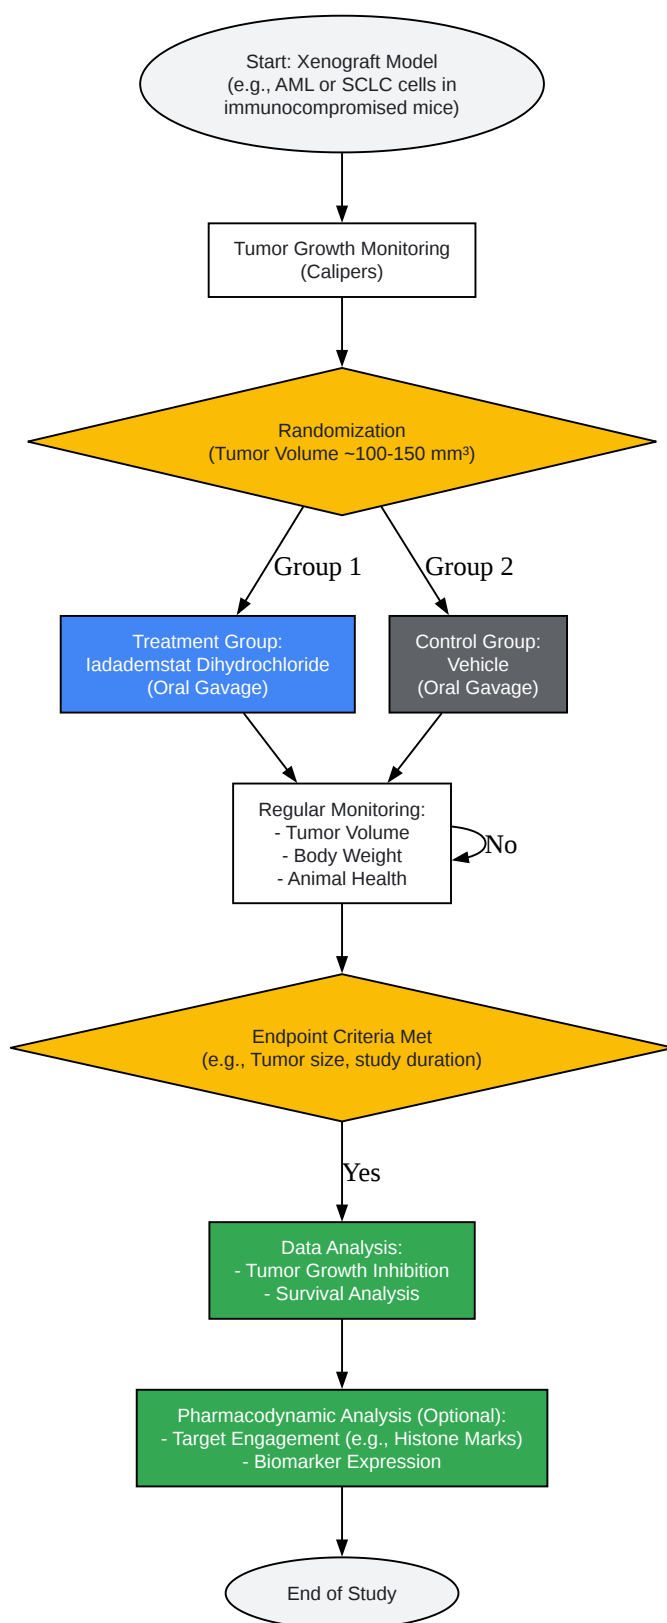 Start: Xenograft Model
(e.g., AML or SCLC cells in
immunocompromised mice)
Tumor Growth Monitoring
(Calipers)
Randomization
(Tumor Volume ~100-150 mm³)
Group 1
Group 2
Treatment Group:
Iadademstat Dihydrochloride
(Oral Gavage)
Control Group:
Vehicle
(Oral Gavage)
Regular Monitoring:
- Tumor Volume
- Body Weight
- Animal Health
No
Endpoint Criteria Met
(e.g., Tumor size, study duration)
Yes
Data Analysis:
- Tumor Growth Inhibition
- Survival Analysis
Pharmacodynamic Analysis (Optional):
- Target Engagement (e.g., Histone Marks)
- Biomarker Expression
End of Study